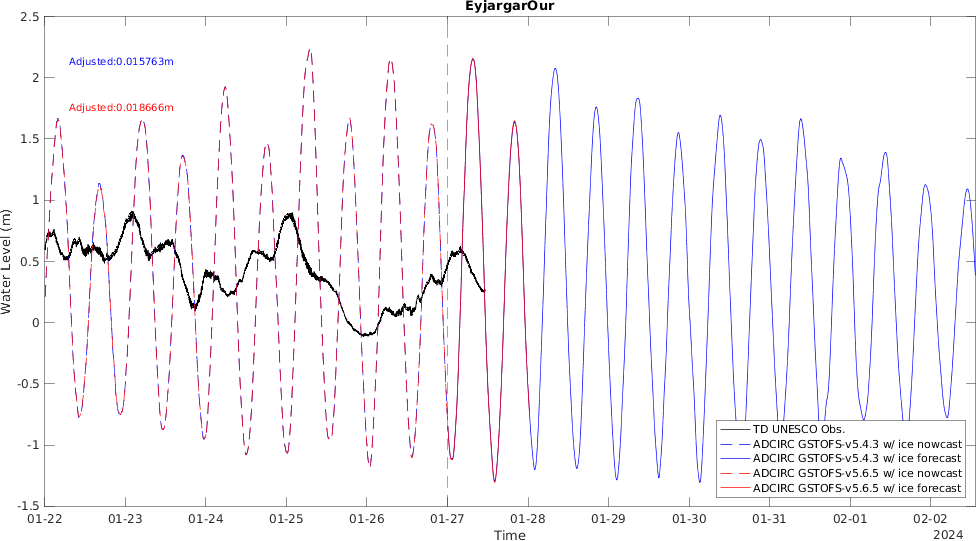 EyjargarOur
2.5
2
1.5
1
0.5
0
-0.5
-1
-1.5
Water Level (m)
Adjusted:0.015763m
Adjusted:0.018666m
TD UNESCO Obs.
ADCIRC GSTOFS-v5.4.3 w/ ice nowcast
ADCIRC GSTOFS-v5.4.3 w/ ice forecast
ADCIRC GSTOFS-v5.6.5 w/ ice nowcast
ADCIRC GSTOFS-v5.6.5 w/ ice forecast
01-22 01-23 01-24 01-25 01-26 01-27 01-28 01-29 01-30 01-31 02-01 02-02
2024
Time